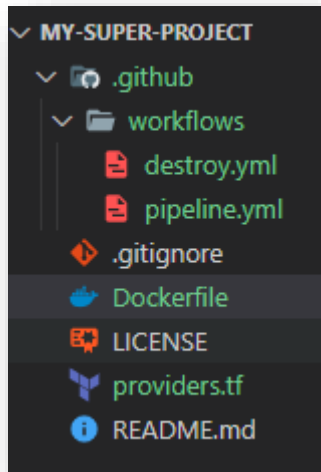 MY-SUPER-PROJECT
.github
workflows
destroy.yml
pipeline.yml
.gitignore
Dockerfile
LICENSE
providers.tf
README.md